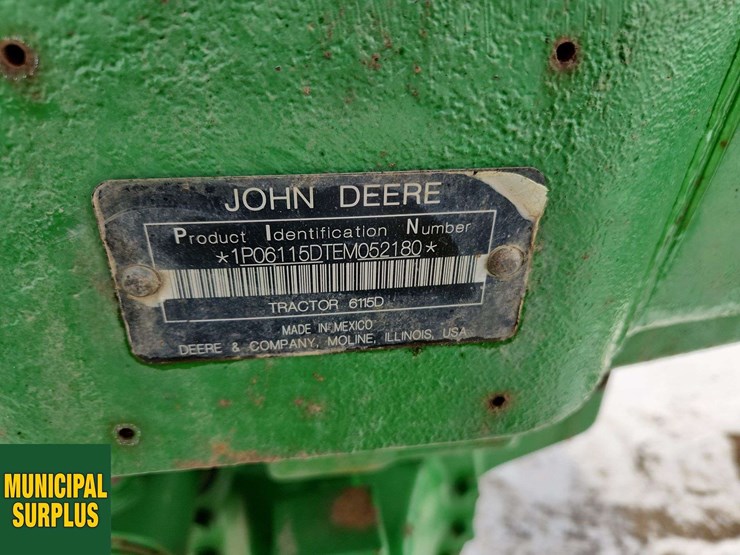 JOHN DEERE
Product Identification Number
*1P06115DTEM052180*
TRACTOR 6115D
MADE IN MEXICO
DEERE & COMPANY, MOLINE, ILLINOIS, USA
MUNICIPAL
SURPLUS